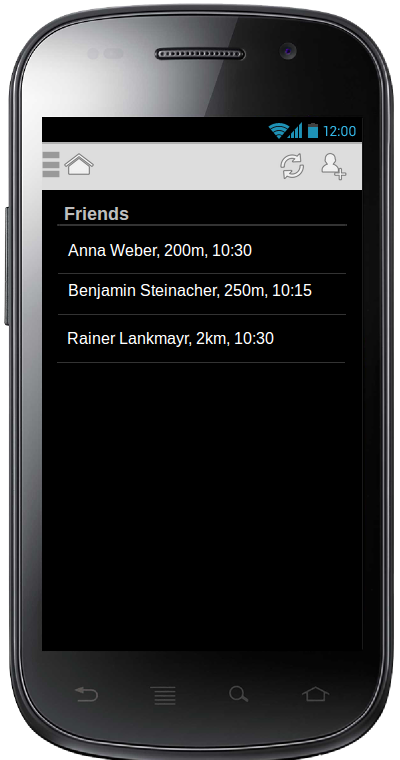 12:00
Friends
Anna Weber, 200m, 10:30
Benjamin Steinacher, 250m, 10:15
Rainer Lankmayr, 2km, 10:30